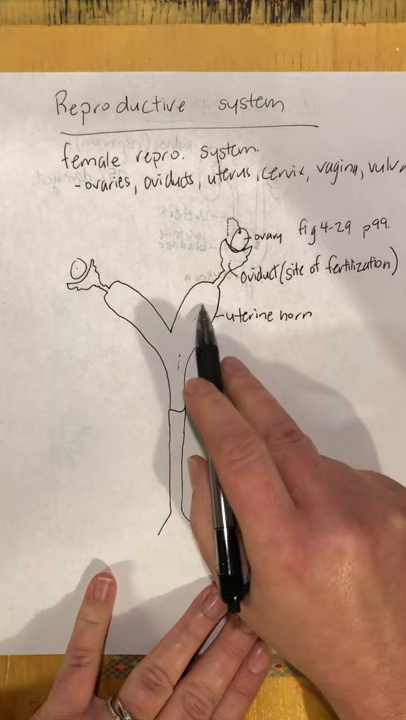 Reproductive system
female repro. system.
-ovaries, oviducts, uterus, cervix, vagina, vulva
ovary fig 4-29 p99.
oviduct (site of fertilization)
uterine horn